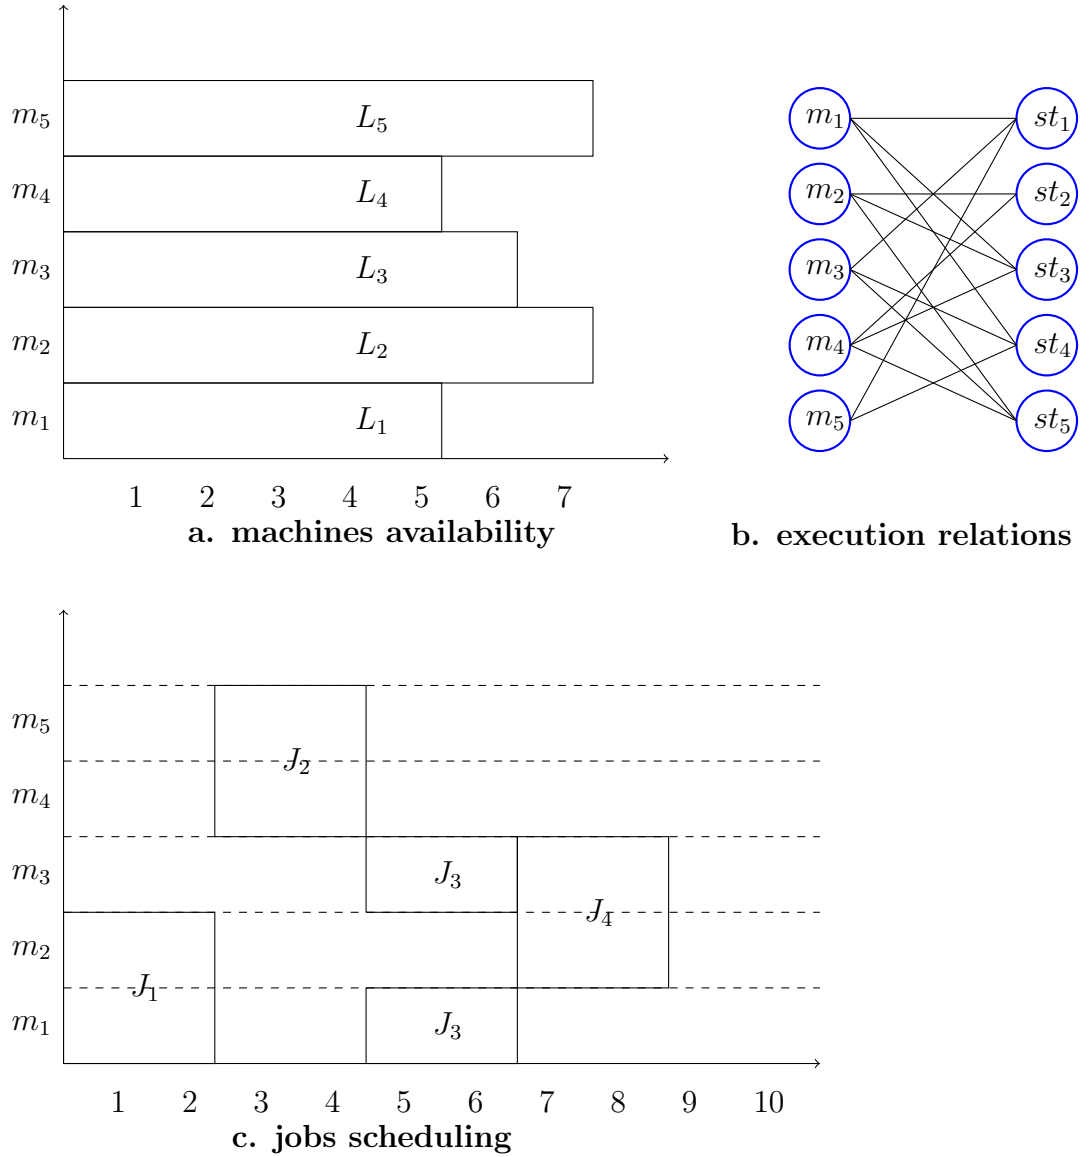 m₅ L₅
m₄ L₄
m₃ L₃
m₂ L₂
m₁ L₁
1 2 3 4 5 6 7
a. machines availability
m₁ st₁
m₂ st₂
m₃ st₃
m₄ st₄
m₅ st₅
b. execution relations
m₅
J₂
m₄
m₃ J₃
J₄
m₂
J₁
m₁ J₃
1 2 3 4 5 6 7 8 9 10
c. jobs scheduling